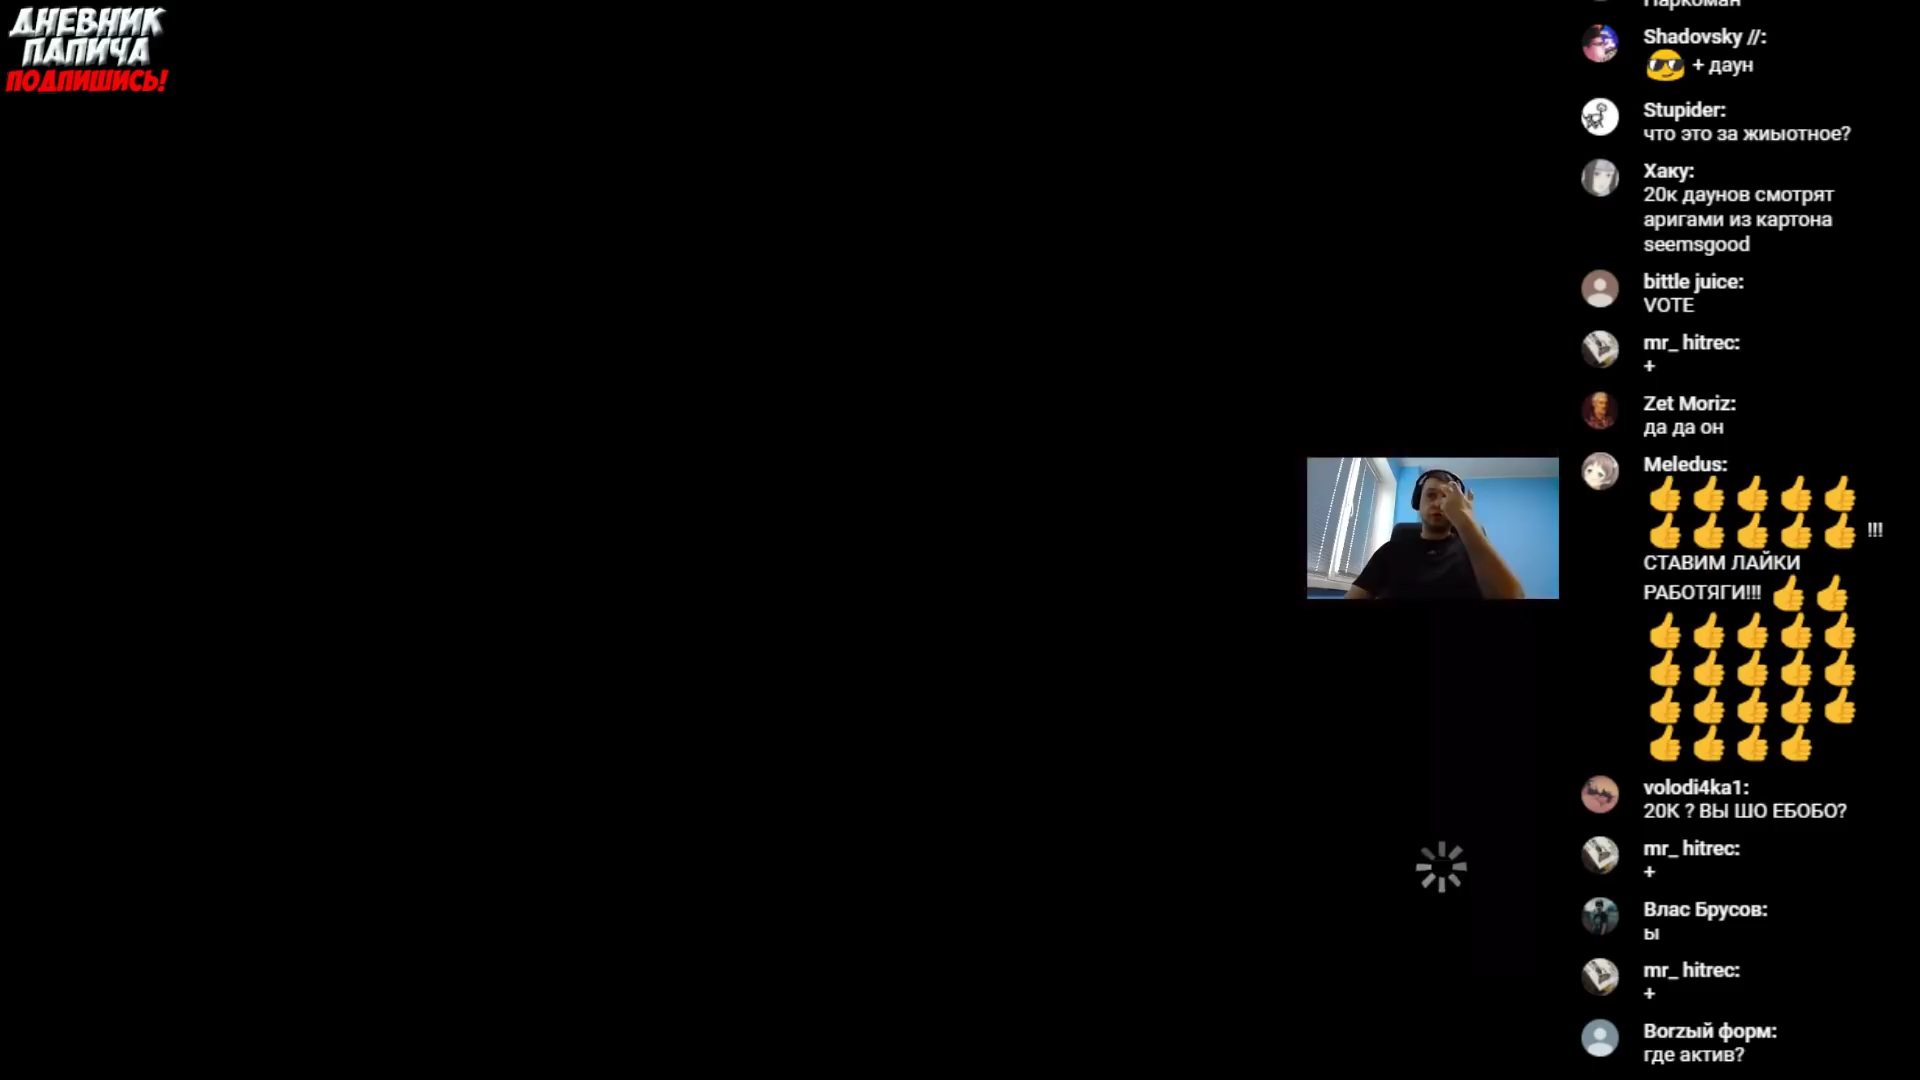 ДНЕВНИК
ПАПИЧА
ПОДПИШИСЬ!
Наркоман
Shadovsky //:
+ даун
Stupider:
что это за жиыотное?
Хаку:
20к даунов смотрят
аригами из картона
seemsgood
bittle juice:
VOTE
mr_ hitrec:
+
Zet Moriz:
да да он
Meledus:
!!!
СТАВИМ ЛАЙКИ
РАБОТЯГИ!!!
volodi4ka1:
20К ? ВЫ ШО ЕБОБО?
mr_ hitrec:
+
Влас Брусов:
ы
mr_ hitrec:
+
Borzый форм:
где актив?